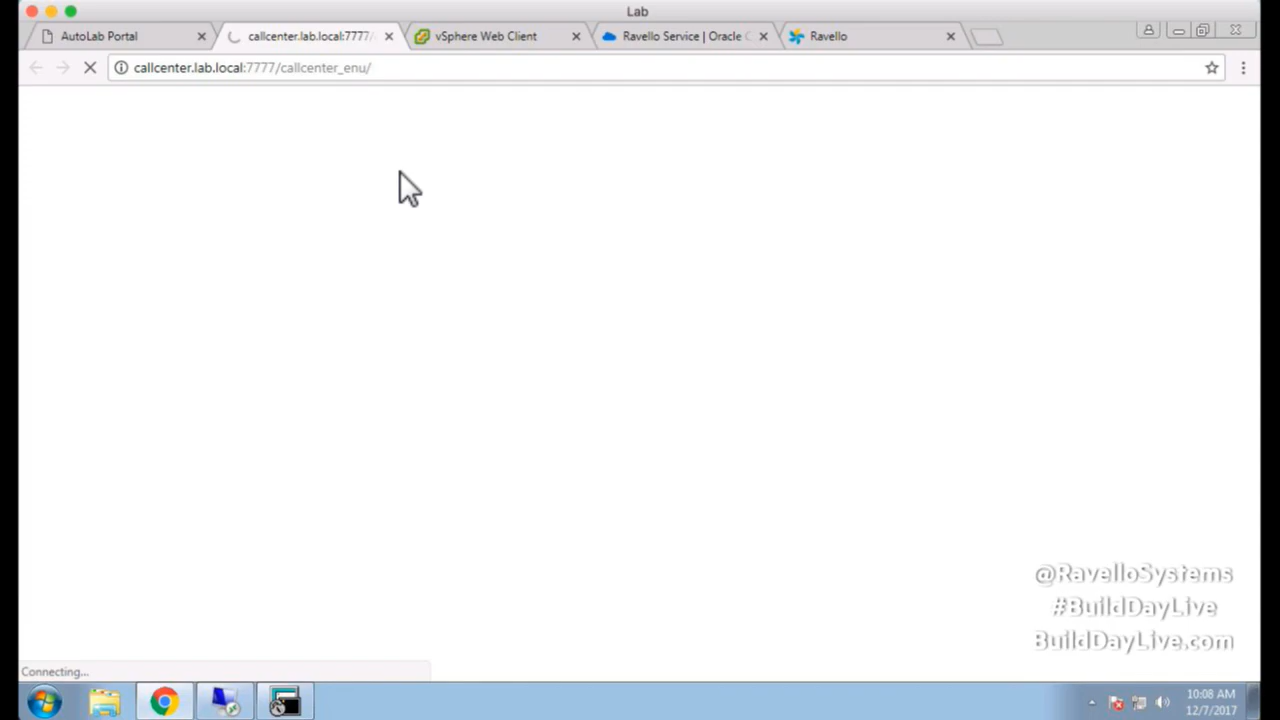 Lab
AutoLab Portal
callcenter.lab.local:7777/
vSphere Web Client
Ravello Service | Oracle C
Ravello
callcenter.lab.local:7777/callcenter_enu/
@RavelloSystems
#BuildDayLive
BuildDayLive.com
Connecting...
10:08 AM
12/7/2017